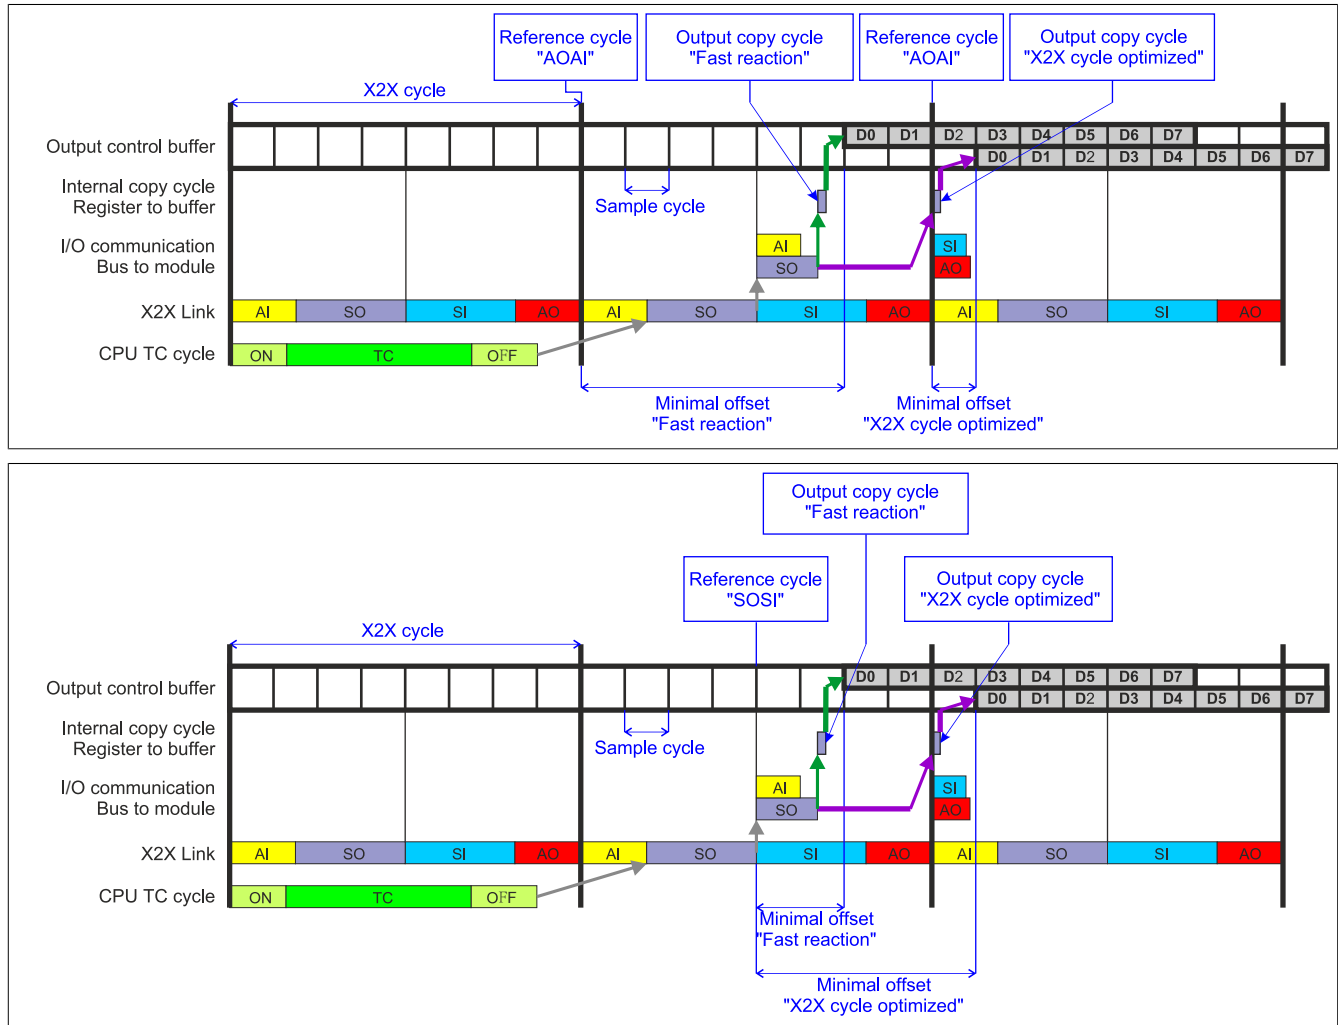 Reference cycle
"AOAI"
Output copy cycle
"Fast reaction"
Reference cycle
"AOAI"
Output copy cycle
"X2X cycle optimized"
X2X cycle
Output control buffer
D0 D1 D2 D3 D4 D5 D6 D7
D0 D1 D2 D3 D4 D5 D6 D7
Internal copy cycle
Register to buffer
Sample cycle
I/O communication
Bus to module
AI
SO
SI
AO
X2X Link
AI SO SI AO AI SO SI AO AI SO SI AO
CPU TC cycle
ON TC OFF
Minimal offset
"Fast reaction"
Minimal offset
"X2X cycle optimized"
Output copy cycle
"Fast reaction"
Reference cycle
"SOSI"
Output copy cycle
"X2X cycle optimized"
X2X cycle
Output control buffer
D0 D1 D2 D3 D4 D5 D6 D7
D0 D1 D2 D3 D4 D5 D6 D7
Internal copy cycle
Register to buffer
Sample cycle
I/O communication
Bus to module
AI
SO
SI
AO
X2X Link
AI SO SI AO AI SO SI AO AI SO SI AO
CPU TC cycle
ON TC OFF
Minimal offset
"Fast reaction"
Minimal offset
"X2X cycle optimized"